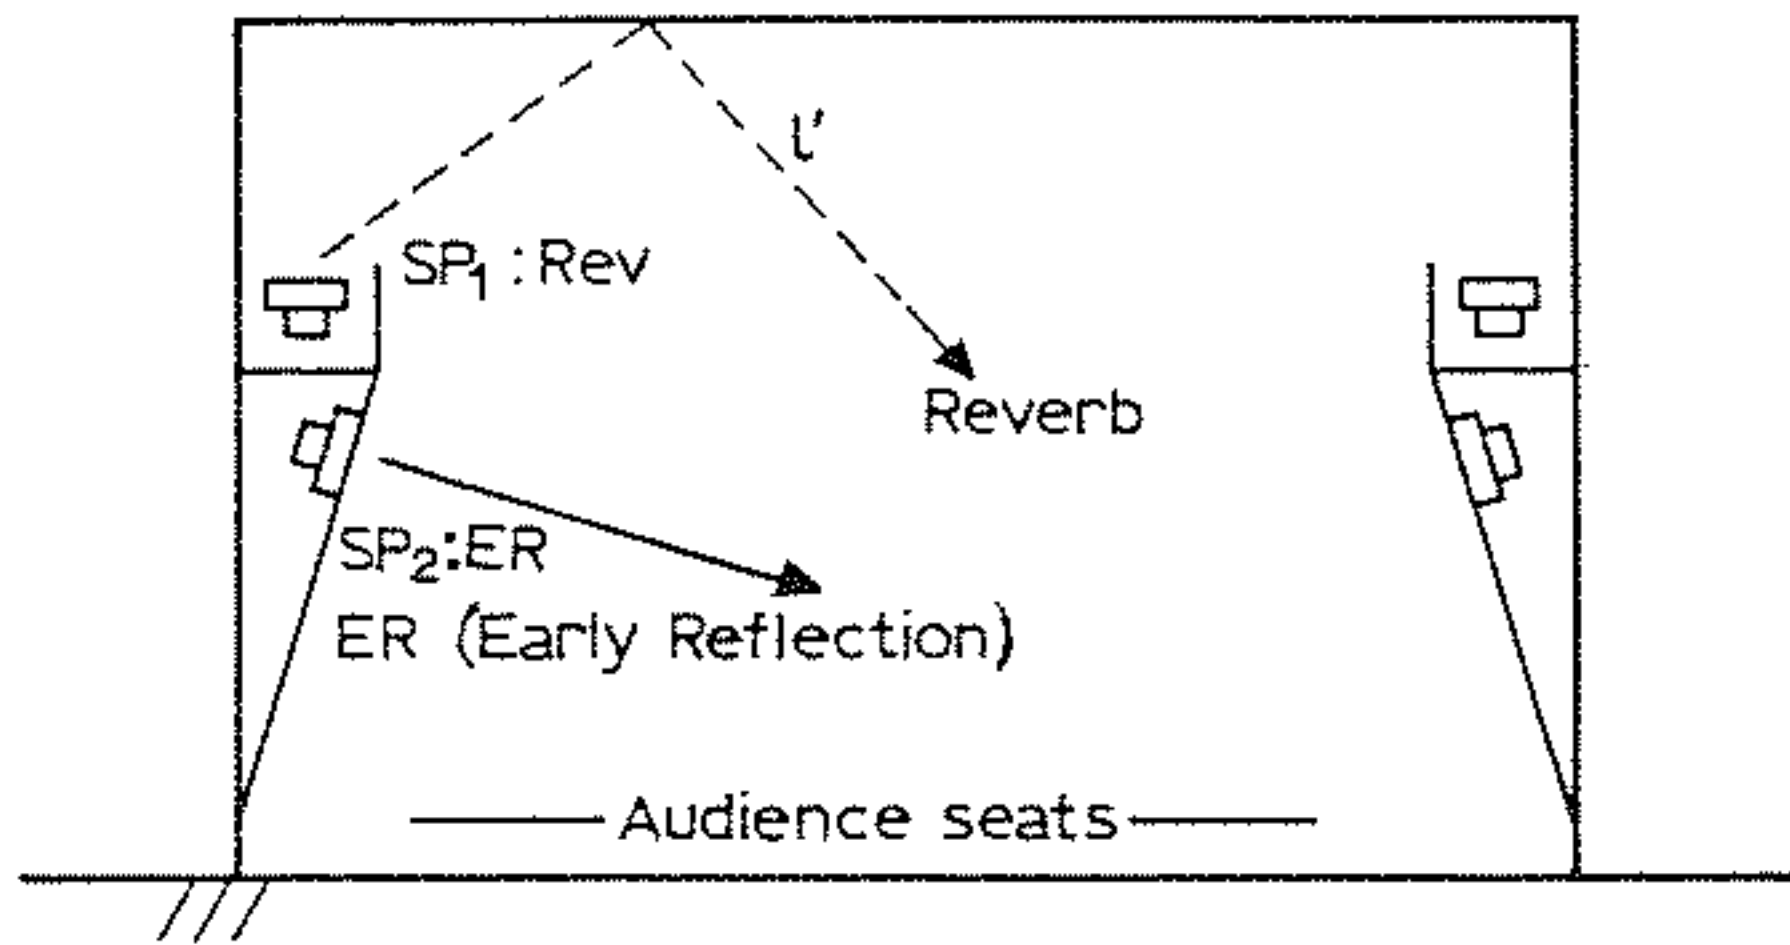 l'
SP₁ : Rev
Reverb
SP₂:ER
ER (Early Reflection)
Audience seats